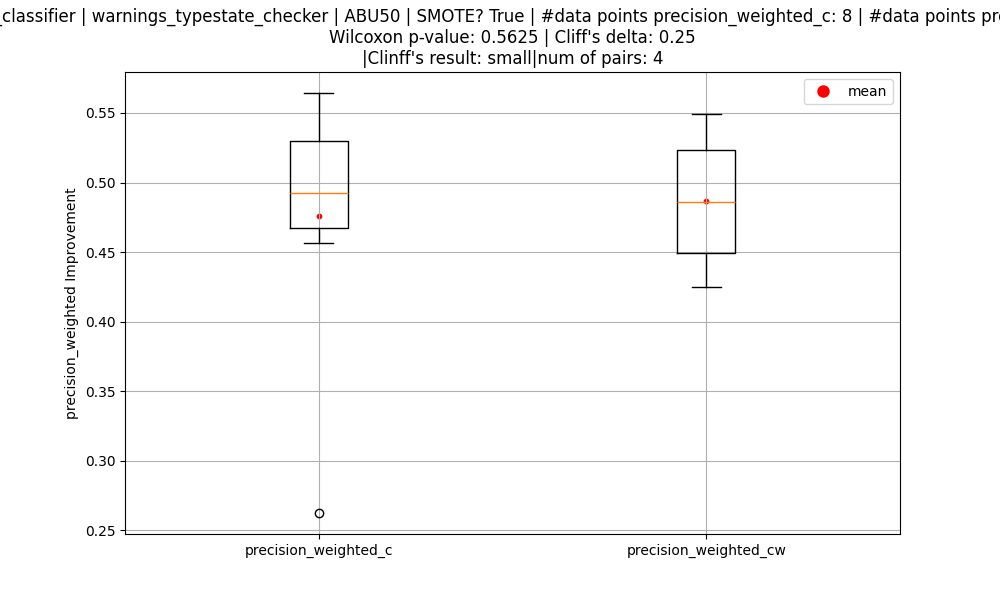 _classifier | warnings_typestate_checker | ABU50 | SMOTE? True | #data points precision_weighted_c: 8 | #data points
Wilcoxon p-value: 0.5625 | Cliff's delta: 0.25
|Clinff's result: small|num of pairs: 4
mean
0.55
0.50
0.45
0.40
0.35
0.30
0.25
precision_weighted Improvement
precision_weighted_c
precision_weighted_cw